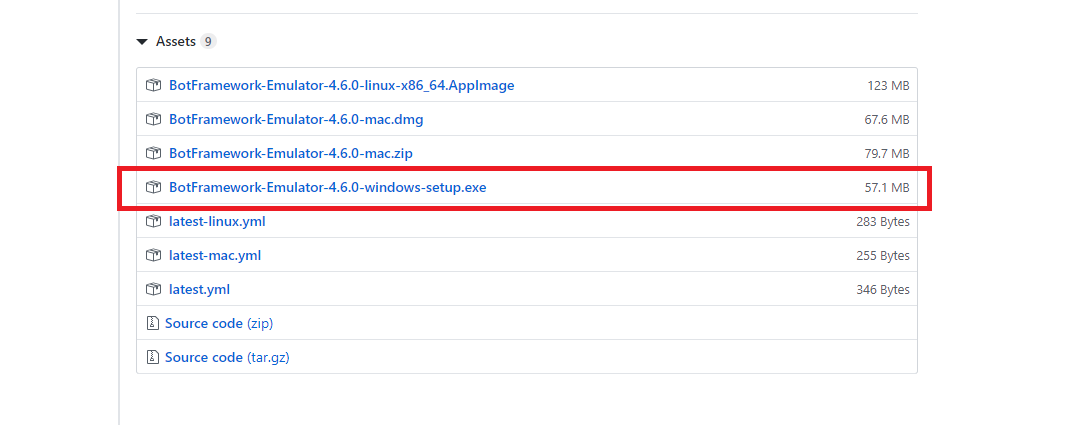 Assets 9
BotFramework-Emulator-4.6.0-linux-x86_64.AppImage 123 MB
BotFramework-Emulator-4.6.0-mac.dmg 67.6 MB
BotFramework-Emulator-4.6.0-mac.zip 79.7 MB
BotFramework-Emulator-4.6.0-windows-setup.exe 57.1 MB
latest-linux.yml 283 Bytes
latest-mac.yml 255 Bytes
latest.yml 346 Bytes
Source code (zip)
Source code (tar.gz)